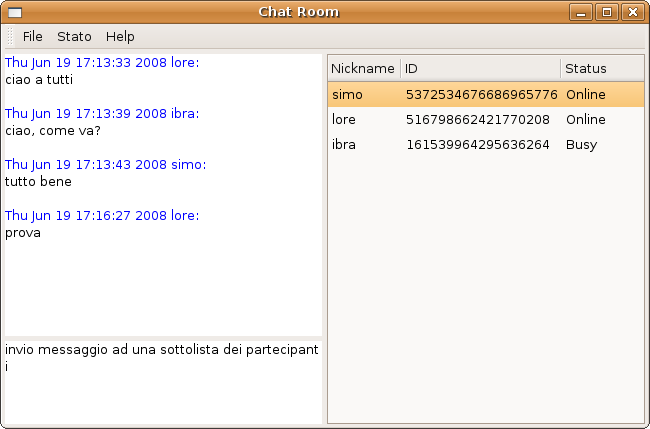 Chat Room
File Stato Help
Thu Jun 19 17:13:33 2008 lore:
ciao a tutti
Thu Jun 19 17:13:39 2008 ibra:
ciao, come va?
Thu Jun 19 17:13:43 2008 simo:
tutto bene
Thu Jun 19 17:16:27 2008 lore:
prova
invio messaggio ad una sottolista dei partecipant
i
Nickname ID Status
simo 5372534676686965776 Online
lore 516798662421770208 Online
ibra 161539964295636264 Busy